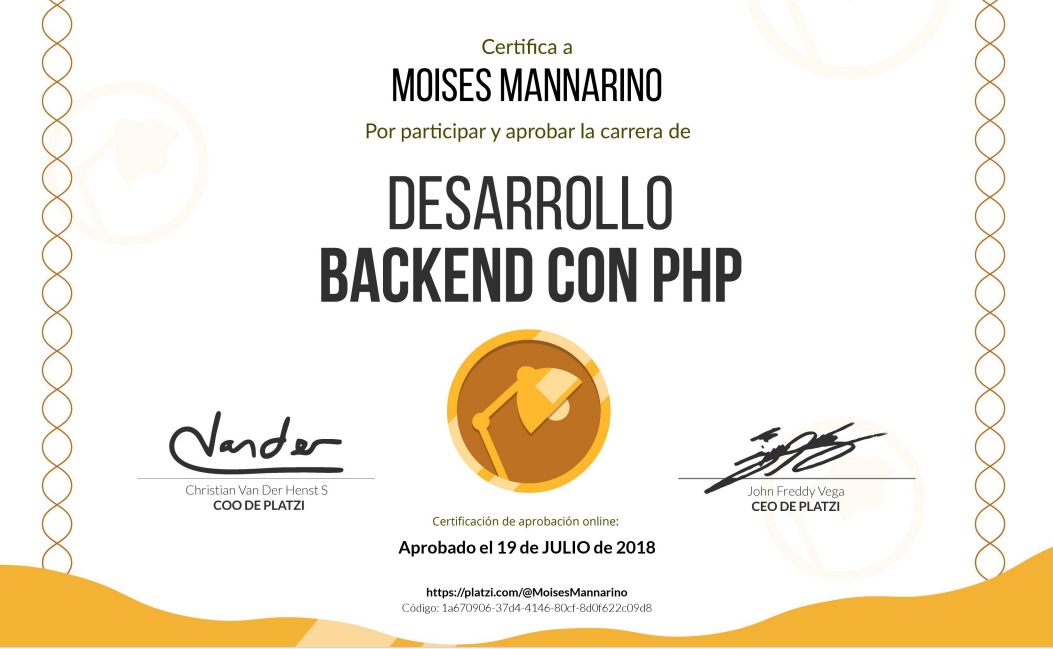 Certifica a
MOISES MANNARINO
Por participar y aprobar la carrera de
DESARROLLO
BACKEND CON PHP
Vander
Christian Van Der Henst S
COO DE PLATZI
John Freddy Vega
CEO DE PLATZI
Certificación de aprobación online:
Aprobado el 19 de JULIO de 2018
https://platzi.com/@MoisesMannarino
Código: 1a670906-37d4-4146-80cf-8d0f622c09d8